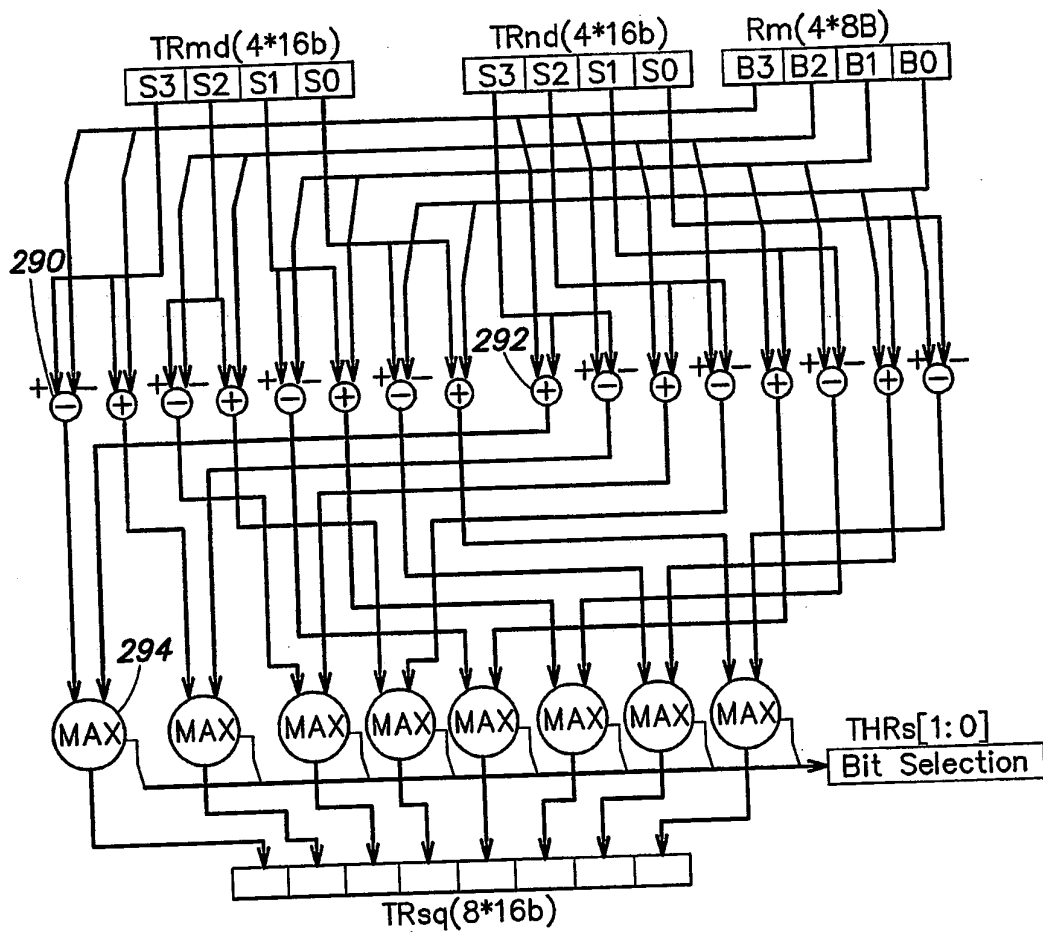 TRmd(4*16b) TRnd(4*16b) Rm(4*8B)
S3 S2 S1 S0 S3 S2 S1 S0 B3 B2 B1 B0
290
292
+ − − + + − − + + − − + + − − + + − − + + − − + + − − +
294
MAX MAX MAX MAX MAX MAX MAX MAX
THRs[1:0]
Bit Selection
TRsq(8*16b)